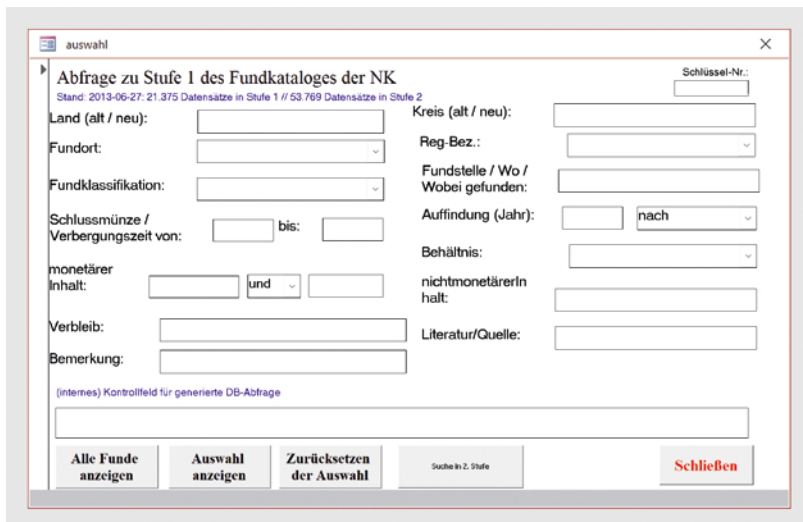 auswahl
Abfrage zu Stufe 1 des Fundkataloges der NK
Schlüssel-Nr.:
Stand: 2013-06-27: 21.375 Datensätze in Stufe 1 // 53.769 Datensätze in Stufe 2
Land (alt / neu):
Kreis (alt / neu):
Fundort:
Reg-Bez.:
Fundklassifikation:
Fundstelle / Wo /
Wobei gefunden:
Schlussmünze /
Verbergungszeit von:
bis:
Auffindung (Jahr):
nach
Behältnis:
monetärer
Inhalt:
und
nichtmonetärerIn
halt:
Verbleib:
Literatur/Quelle:
Bemerkung:
(internes) Kontrollfeld für generierte DB-Abfrage
Alle Funde
anzeigen
Auswahl
anzeigen
Zurücksetzen
der Auswahl
Suche in 2. Stufe
Schließen